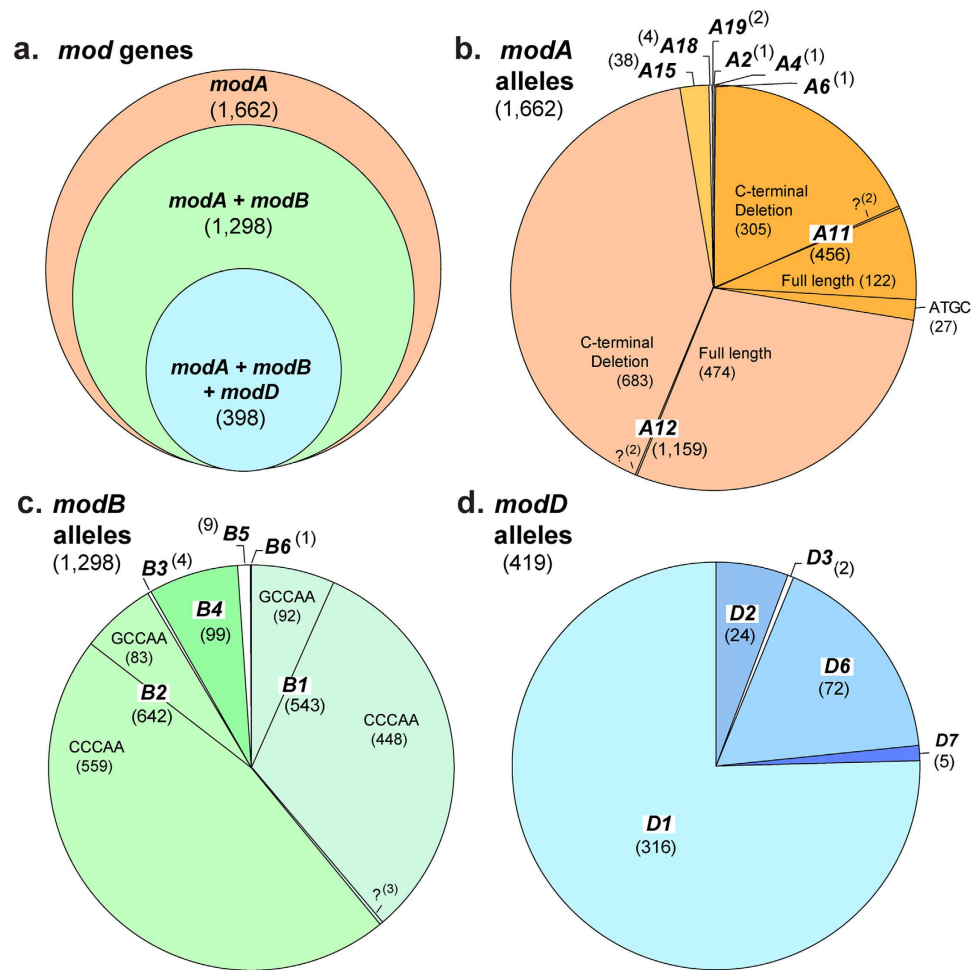 a. mod genes
modA
(1,662)
modA + modB
(1,298)
modA + modB
+ modD
(398)
b. modA
alleles
(1,662)
(38)A15
(4)A18
A19(2)
A2(1)
A4(1)
A6(1)
C-terminal
Deletion
(305)
?(2)
A11
(456)
Full length (122)
ATGC
(27)
C-terminal
Deletion
(683)
Full length
(474)
A12
(1,159)
?(2)
c. modB
alleles
(1,298)
B3(4)
(9)B5
B6(1)
GCCAA
(83)
B4
(99)
GCCAA
(92)
B2
(642)
B1
(543)
CCCAA
(559)
CCCAA
(448)
?(3)
d. modD
alleles
(419)
D3(2)
D2
(24)
D6
(72)
D7
(5)
D1
(316)